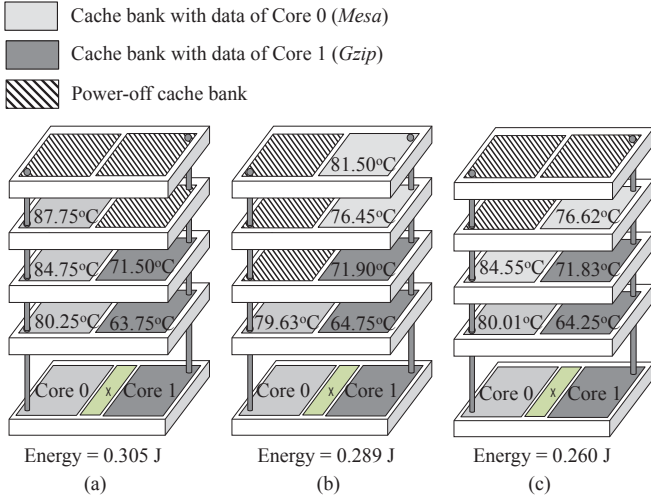 Cache bank with data of Core 0 (Mesa)
Cache bank with data of Core 1 (Gzip)
Power-off cache bank
87.75°C
84.75°C 71.50°C
80.25°C 63.75°C
Core 0 x Core 1
Energy = 0.305 J
(a)
81.50°C
76.45°C
71.90°C
79.63°C 64.75°C
Core 0 x Core 1
Energy = 0.289 J
(b)
76.62°C
84.55°C 71.83°C
80.01°C 64.25°C
Core 0 x Core 1
Energy = 0.260 J
(c)